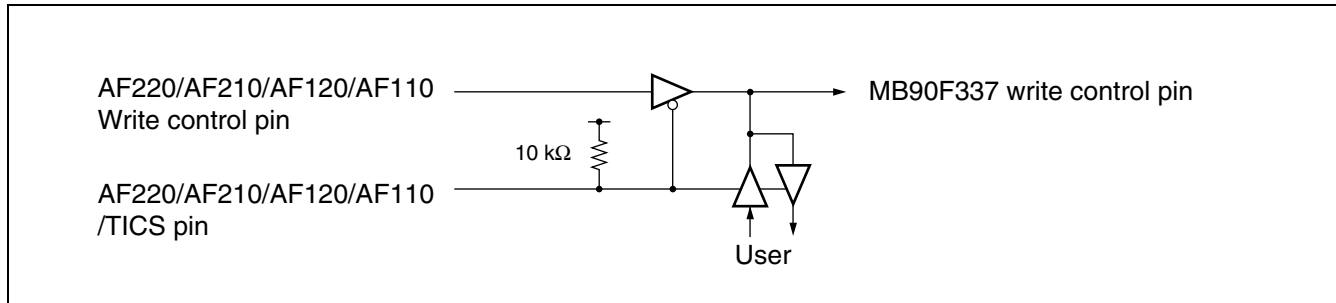 AF220/AF210/AF120/AF110
Write control pin
MB90F337 write control pin
10 kΩ
AF220/AF210/AF120/AF110
/TICS pin
User